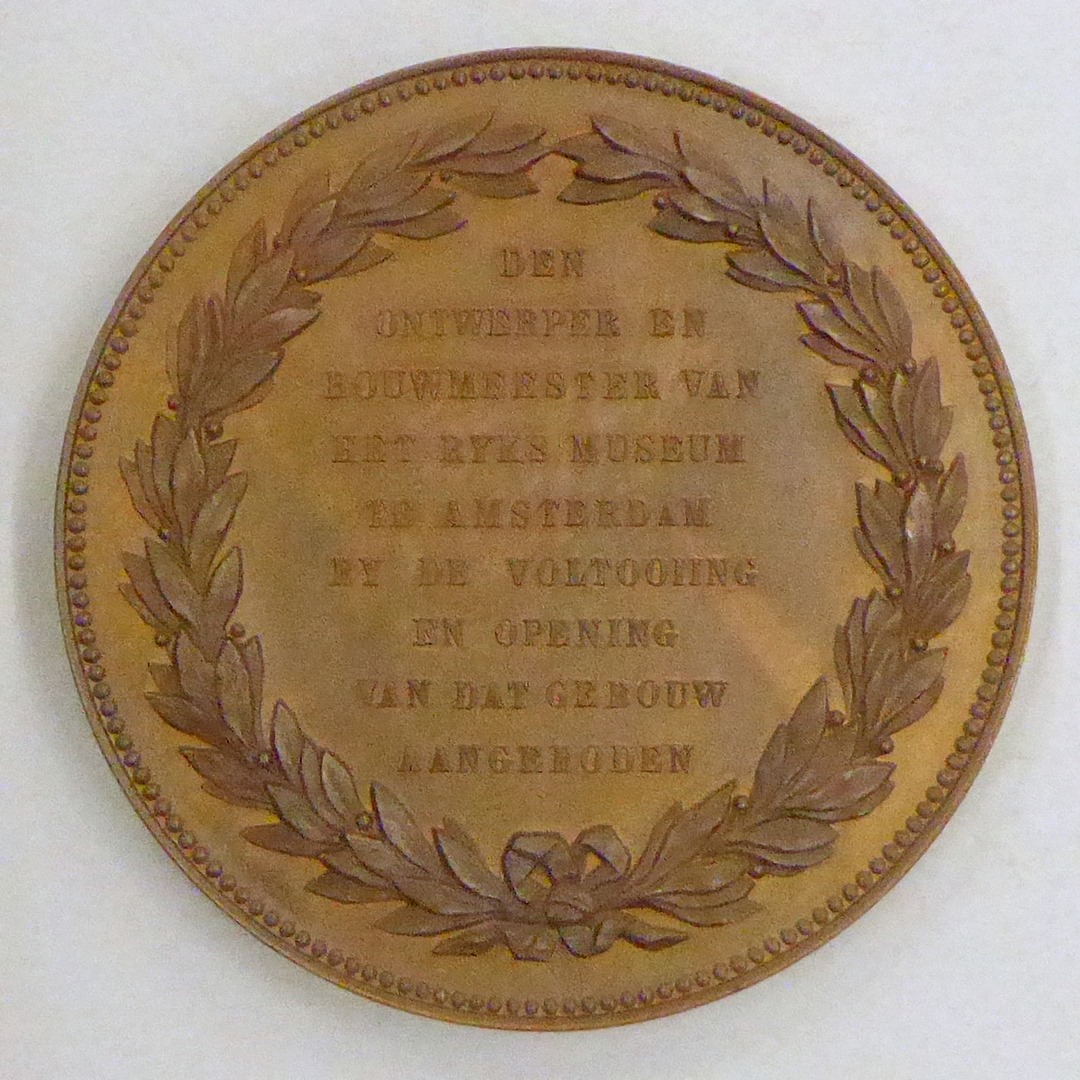 DEN
ONTWERPER EN
BOUWMEESTER VAN
HET RYKS MUSEUM
TE AMSTERDAM
BY DE VOLTOOIING
EN OPENING
VAN DAT GEBOUW
AANGEBODEN